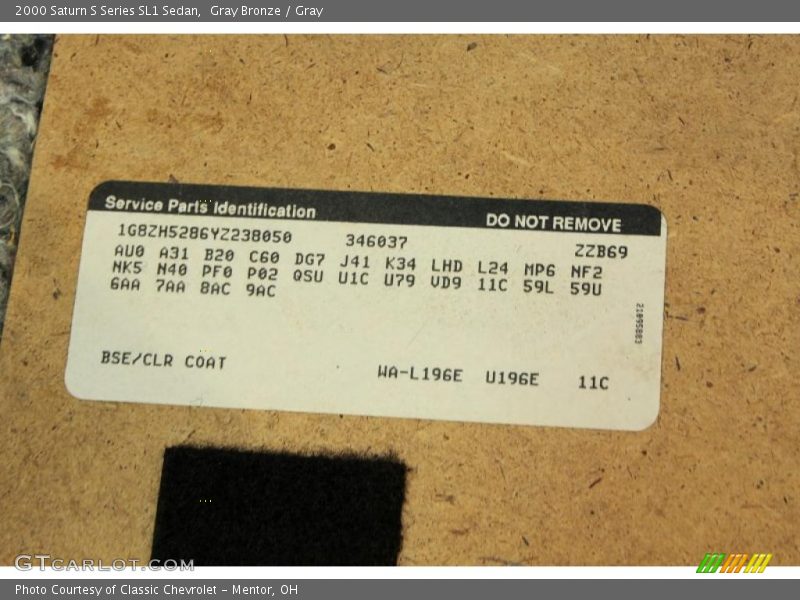 2000 Saturn S Series SL1 Sedan, Gray Bronze / Gray
Service Parts Identification DO NOT REMOVE
1G8ZH5286YZ238050 346037 ZZB69
AU0 A31 B20 C60 DG7 J41 K34 LHD L24 MP6 NF2
NK5 N40 PF0 P02 QSU U1C U79 VD9 11C 59L 59U
6AA 7AA 8AC 9AC
21095883
BSE/CLR COAT WA-L196E U196E 11C
GTCARLOT.COM
Photo Courtesy of Classic Chevrolet - Mentor, OH